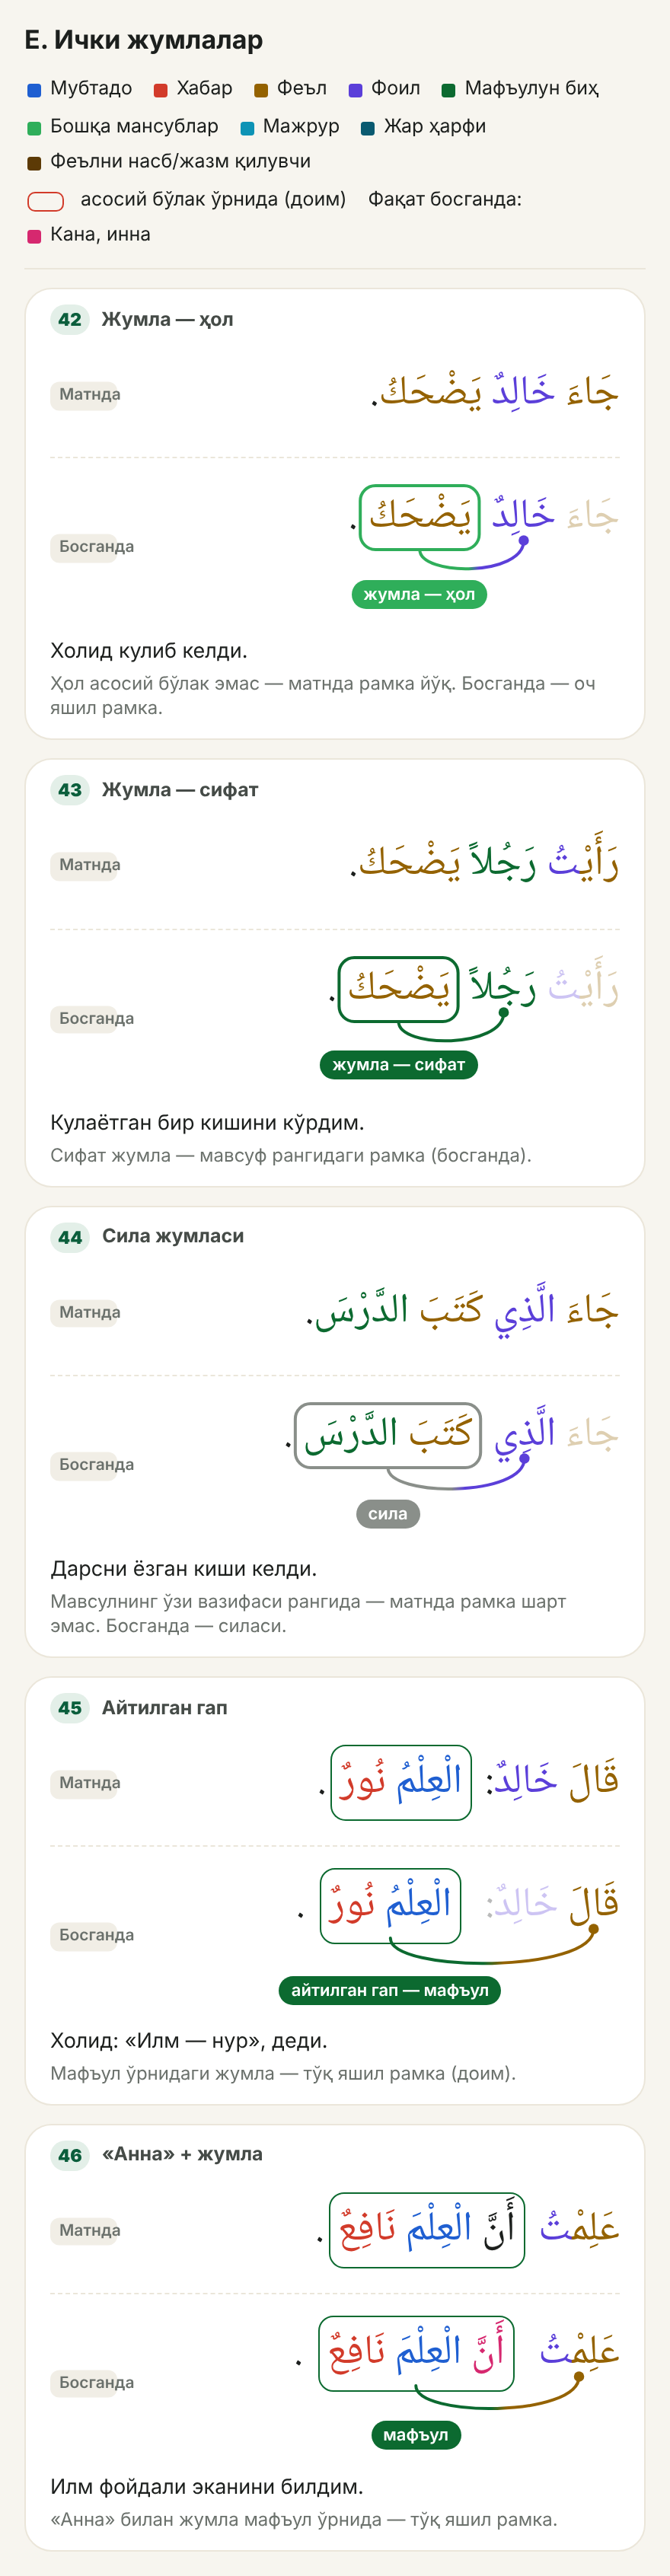 Е. Ички жумлалар
Мубтадо Хабар Феъл Фоил Мафъулун биҳ
Бошқа мансублар Мажрур Жар ҳарфи
Феълни насб/жазм қилувчи
асосий бўлак ўрнида (доим) Фақат босганда:
Кана, инна
42 Жумла — ҳол
Матнда
جَاءَ خَالِدٌ يَضْحَكُ.
Босганда
جَاءَ خَالِدٌ يَضْحَكُ.
жумла — ҳол
Холид кулиб келди.
Ҳол асосий бўлак эмас — матнда рамка йўқ. Босганда — оч
яшил рамка.
43 Жумла — сифат
Матнда
رَأَيْتُ رَجُلاً يَضْحَكُ.
Босганда
رَأَيْتُ رَجُلاً يَضْحَكُ.
жумла — сифат
Кулаётган бир кишини кўрдим.
Сифат жумла — мавсуф рангидаги рамка (босганда).
44 Сила жумласи
Матнда
جَاءَ الَّذِي كَتَبَ الدَّرْسَ.
Босганда
جَاءَ الَّذِي كَتَبَ الدَّرْسَ.
сила
Дарсни ёзган киши келди.
Мавсулнинг ўзи вазифаси рангида — матнда рамка шарт
эмас. Босганда — силаси.
45 Айтилган гап
Матнда
قَالَ خَالِدٌ: الْعِلْمُ نُورٌ.
Босганда
قَالَ خَالِدٌ: الْعِلْمُ نُورٌ.
айтилган гап — мафъул
Холид: «Илм — нур», деди.
Мафъул ўрнидаги жумла — тўқ яшил рамка (доим).
46 «Анна» + жумла
Матнда
عَلِمْتُ أَنَّ الْعِلْمَ نَافِعٌ.
Босганда
عَلِمْتُ أَنَّ الْعِلْمَ نَافِعٌ.
мафъул
Илм фойдали эканини билдим.
«Анна» билан жумла мафъул ўрнида — тўқ яшил рамка.